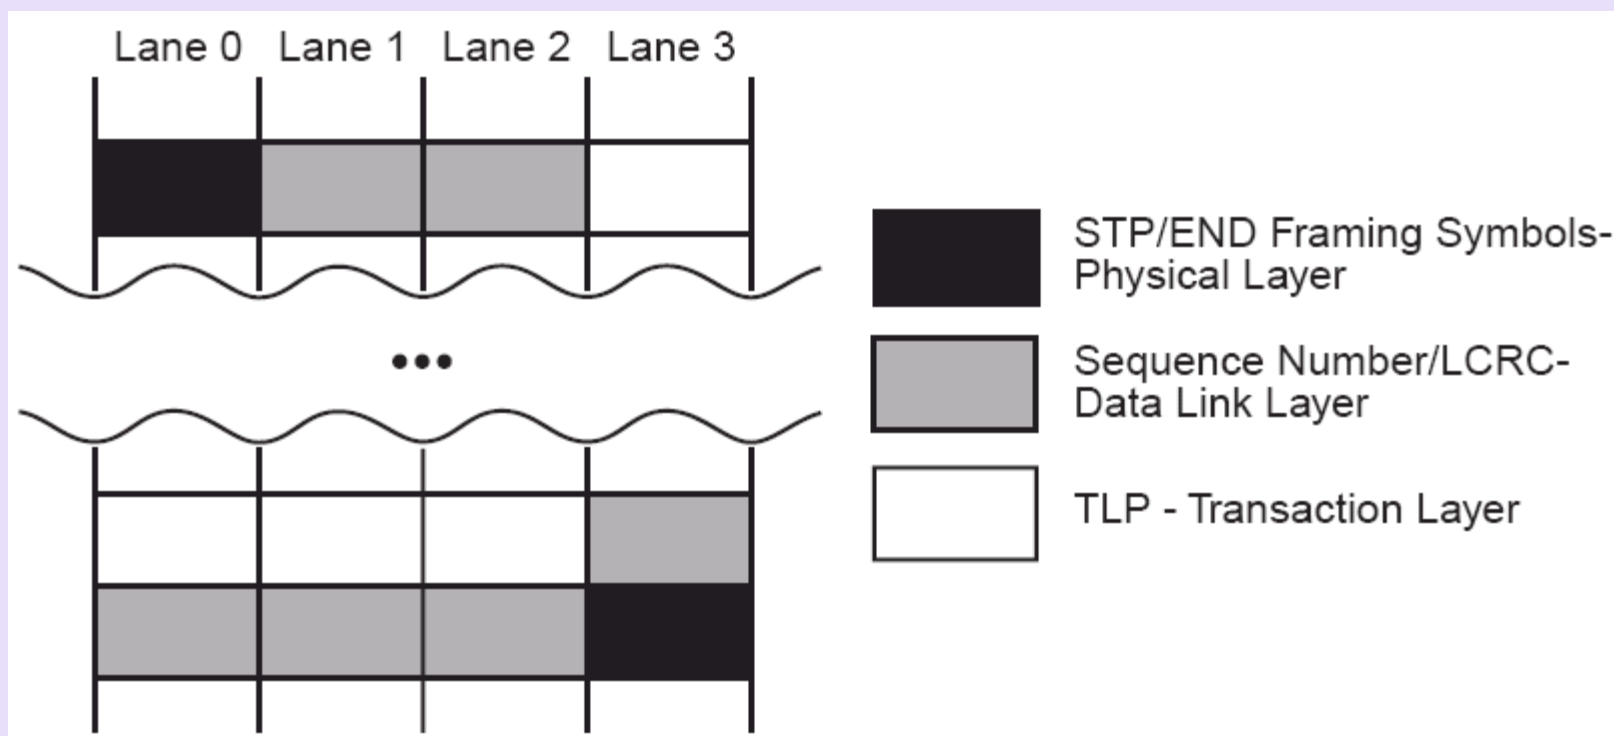 Lane 0 Lane 1 Lane 2 Lane 3
STP/END Framing Symbols-
Physical Layer
Sequence Number/LCRC-
Data Link Layer
TLP - Transaction Layer